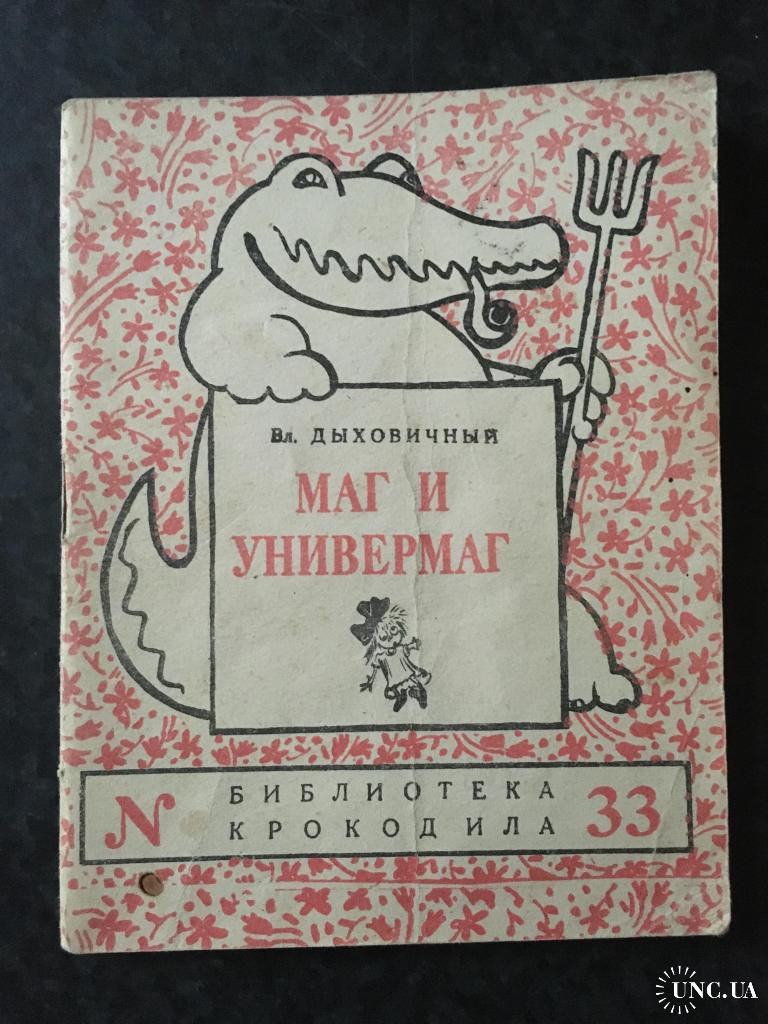 Вл. ДЫХОВИЧНЫЙ
МАГ И
УНИВЕРМАГ
N БИБЛИОТЕКА
КРОКОДИЛА 33
UNC.UA